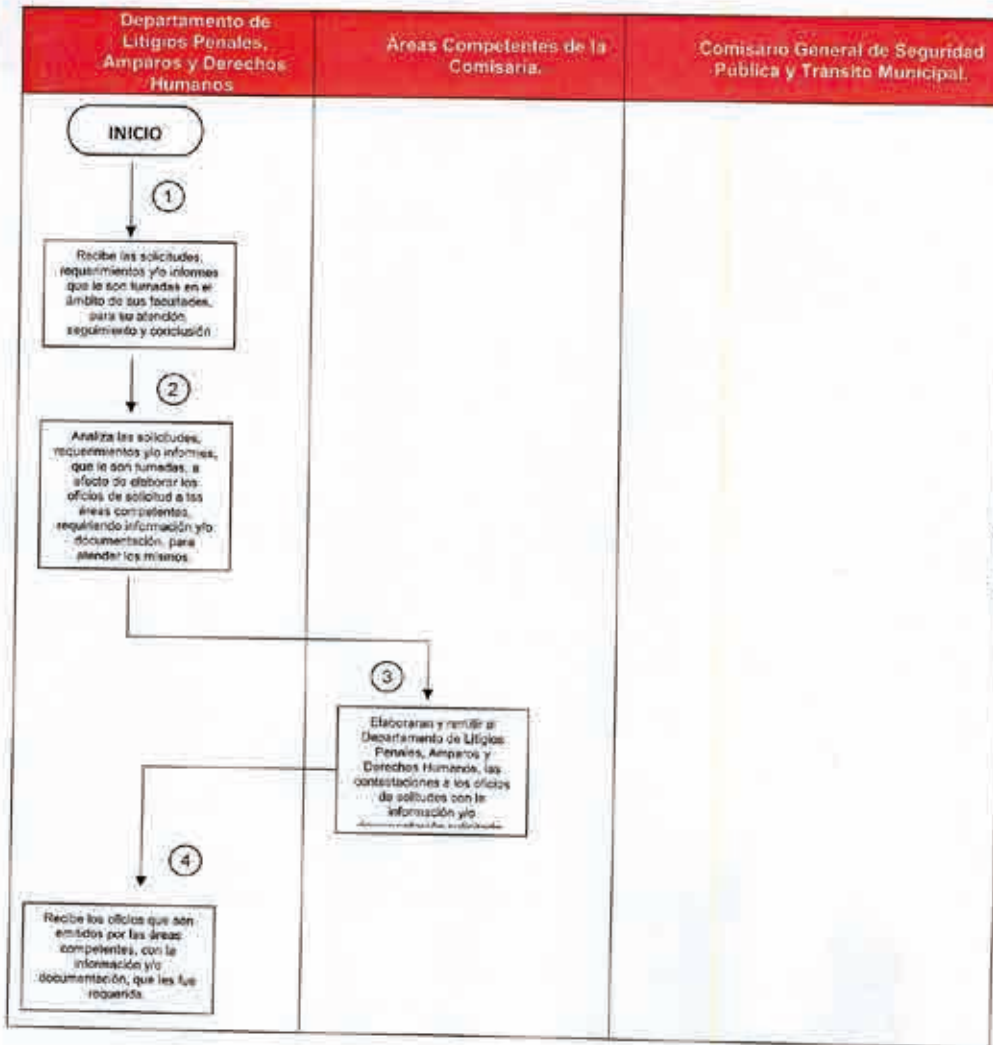 Departamento de
Litigios Penales,
Amparos y Derechos
Humanos
Áreas Competentes de la
Comisaria.
Comisario General de Seguridad
Pública y Transito Municipal.
INICIO
1
Recibe las solicitudes,
requerimientos y/o informes
que le son turnadas en el
ámbito de sus facultades,
para su atención,
seguimiento y conclusión
2
Analiza las solicitudes,
requerimientos y/o informes,
que le son turnadas, a
efecto de elaborar los
oficios de solicitud a las
áreas competentes,
requiriendo información y/o
documentación, para
atender los mismos.
3
Elaboraran y remitir al
Departamento de Litigios
Penales, Amparos y
Derechos Humanos, las
contestaciones a los oficios
de solitudes con la
información y/o
documentación solicitada
4
Recibe los oficios que son
emitidos por las áreas
competentes, con la
información y/o
documentación, que les fue
requerida.